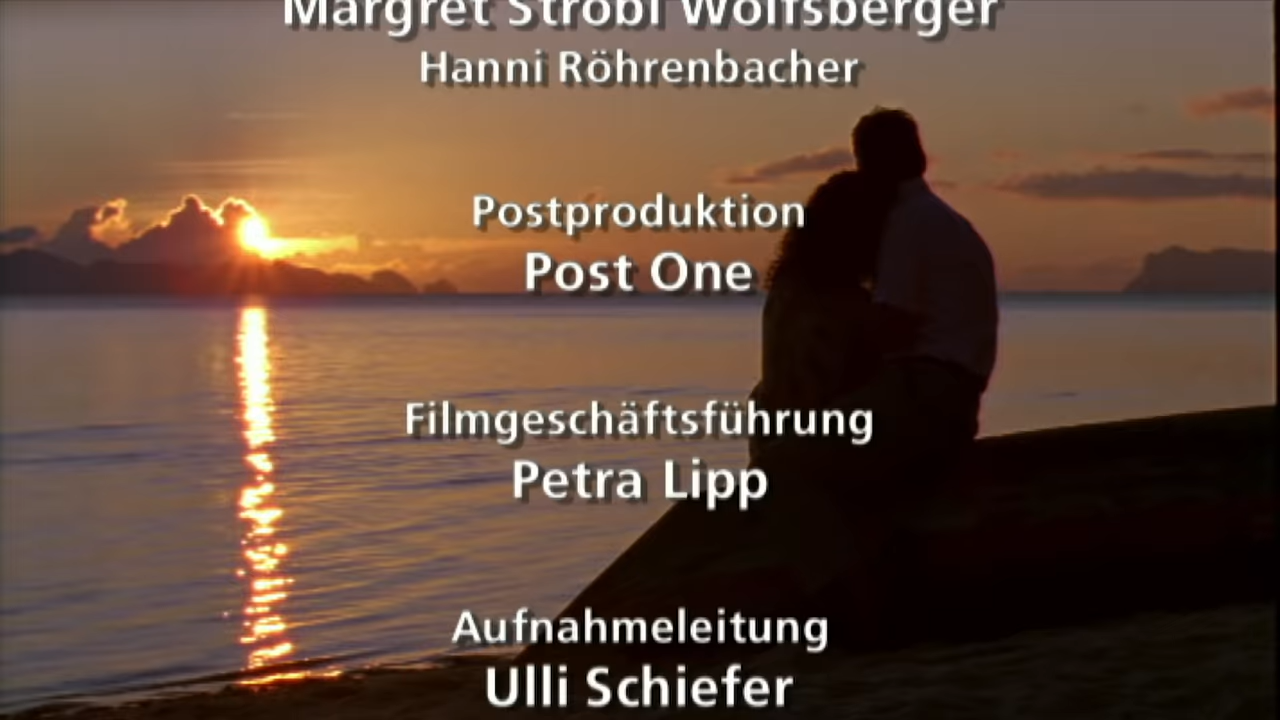 Margret Strobl Wolfsberger
Hanni Röhrenbacher
Postproduktion
Post One
Filmgeschäftsführung
Petra Lipp
Aufnahmeleitung
Ulli Schiefer